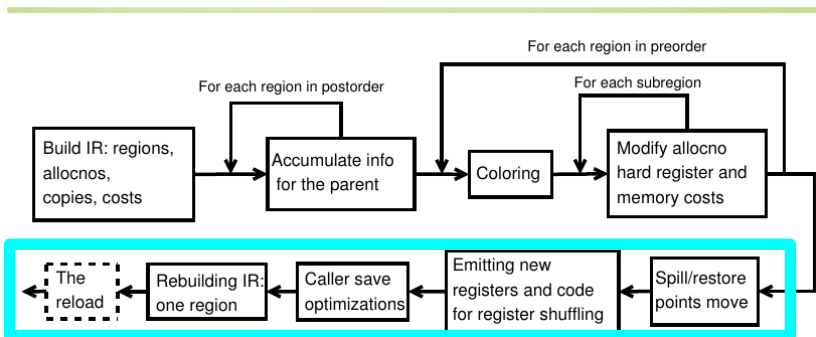 For each region in preorder
For each region in postorder
For each subregion
Build IR: regions,
allocnos,
copies, costs
Accumulate info
for the parent
Coloring
Modify allocno
hard register and
memory costs
The
reload
Rebuilding IR:
one region
Caller save
optimizations
Emitting new
registers and code
for register shuffling
Spill/restore
points move